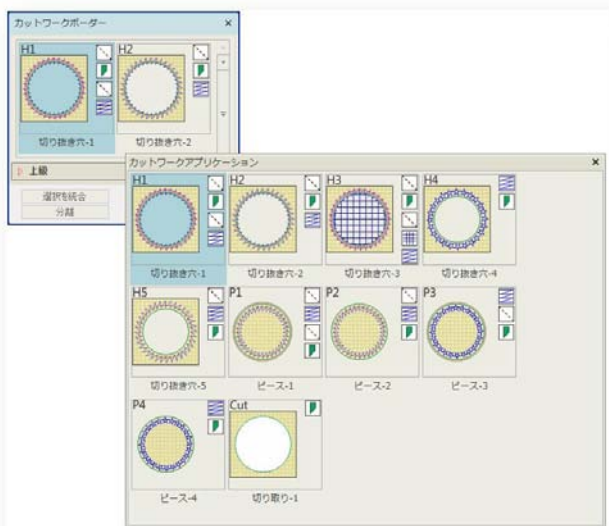 カットワークボーダー
H1 H2
切り抜き穴-1 切り抜き穴-2
上級
選択を統合
分離
カットワークアプリケーション
H1 H2 H3 H4
切り抜き穴-1 切り抜き穴-2 切り抜き穴-3 切り抜き穴-4
H5 P1 P2 P3
切り抜き穴-5 ピース-1 ピース-2 ピース-3
P4 Cut
ピース-4 切り取り-1